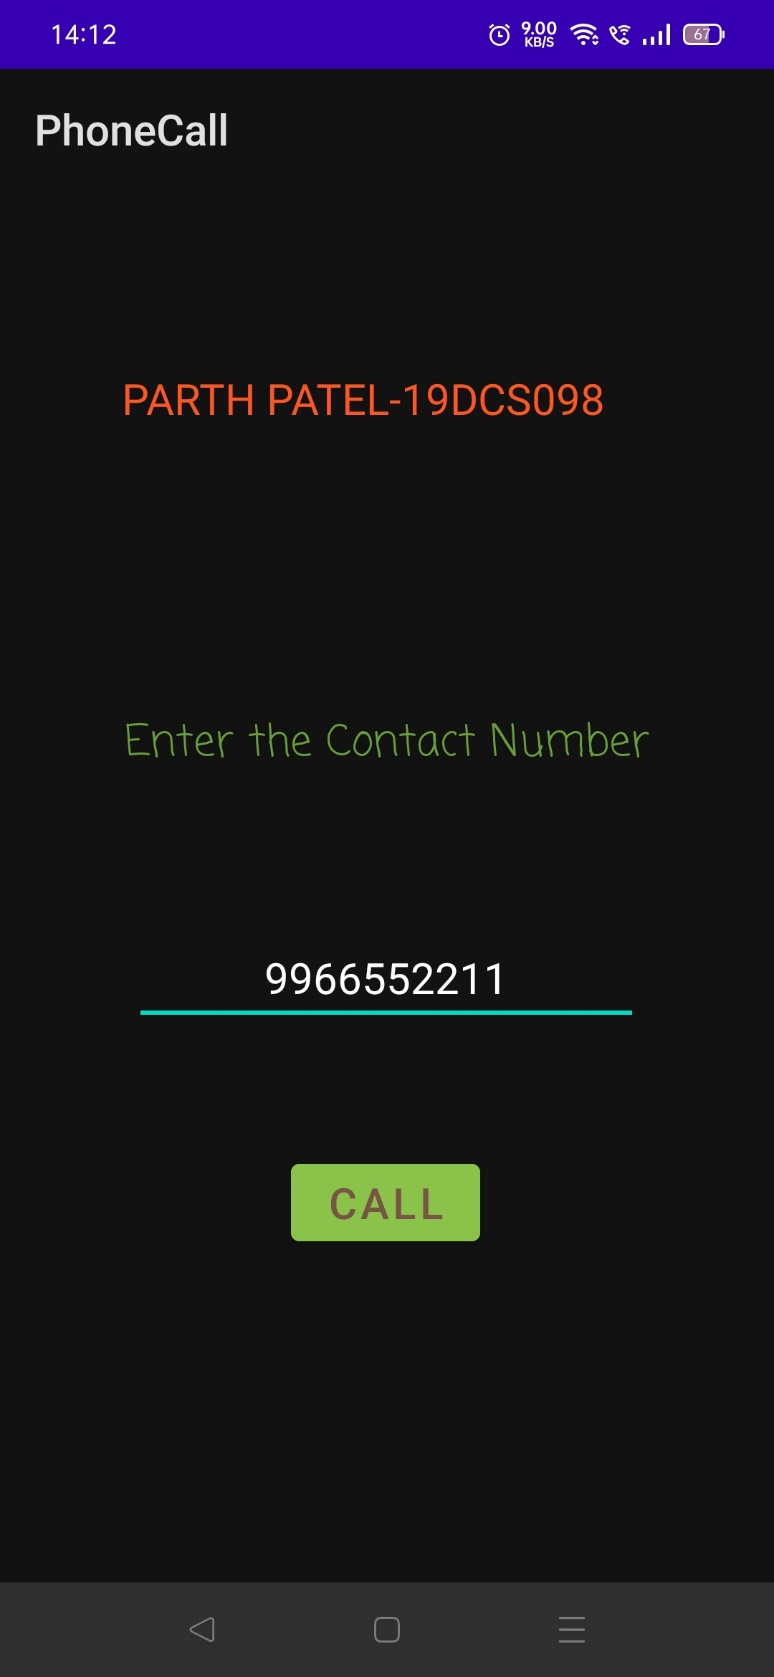 14:12 9.00 KB/S 67
PhoneCall
PARTH PATEL-19DCS098
Enter the Contact Number
9966552211
CALL